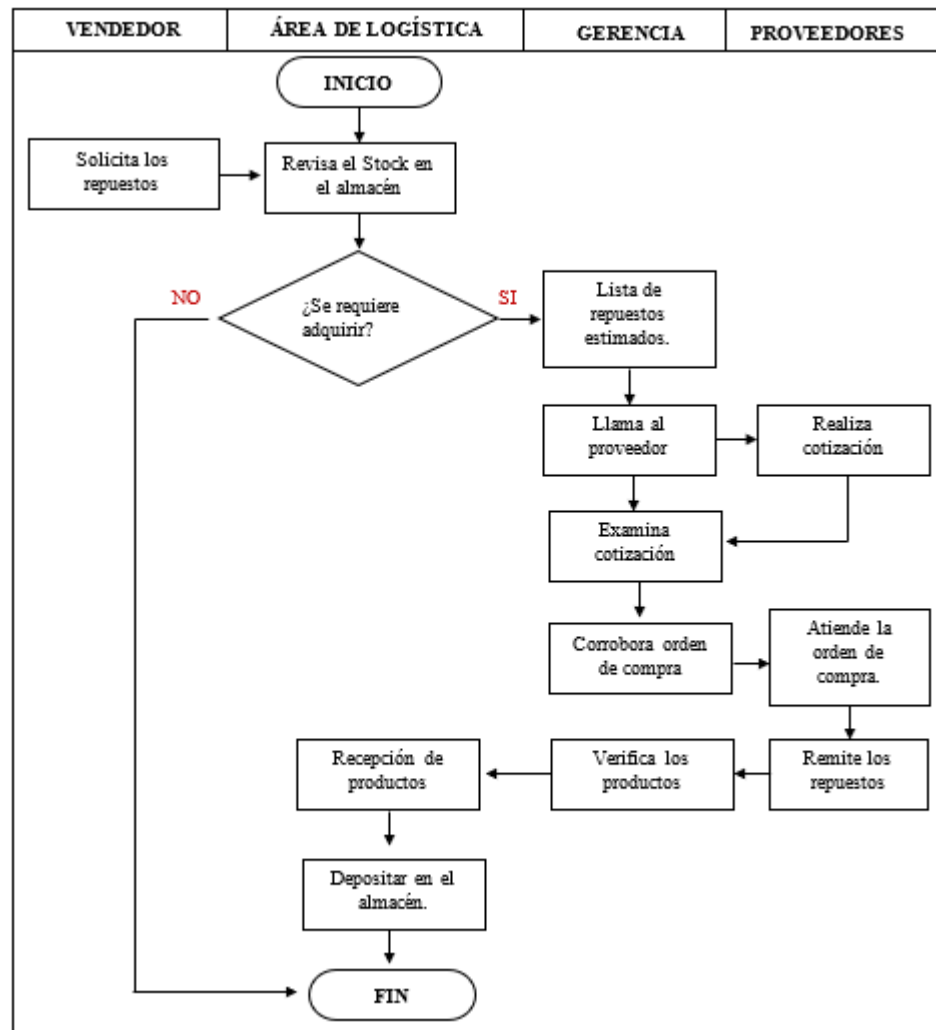 VENDEDOR
ÁREA DE LOGÍSTICA
GERENCIA
PROVEEDORES
INICIO
Solicita los
repuestos
Revisa el Stock en
el almacén
NO
¿Se requiere
adquirir?
SI
Lista de
repuestos
estimados.
Llama al
proveedor
Realiza
cotización
Examina
cotización
Corrobora orden
de compra
Atiende la
orden de
compra.
Recepción de
productos
Verifica los
productos
Remite los
repuestos
Depositar en el
almacén.
FIN